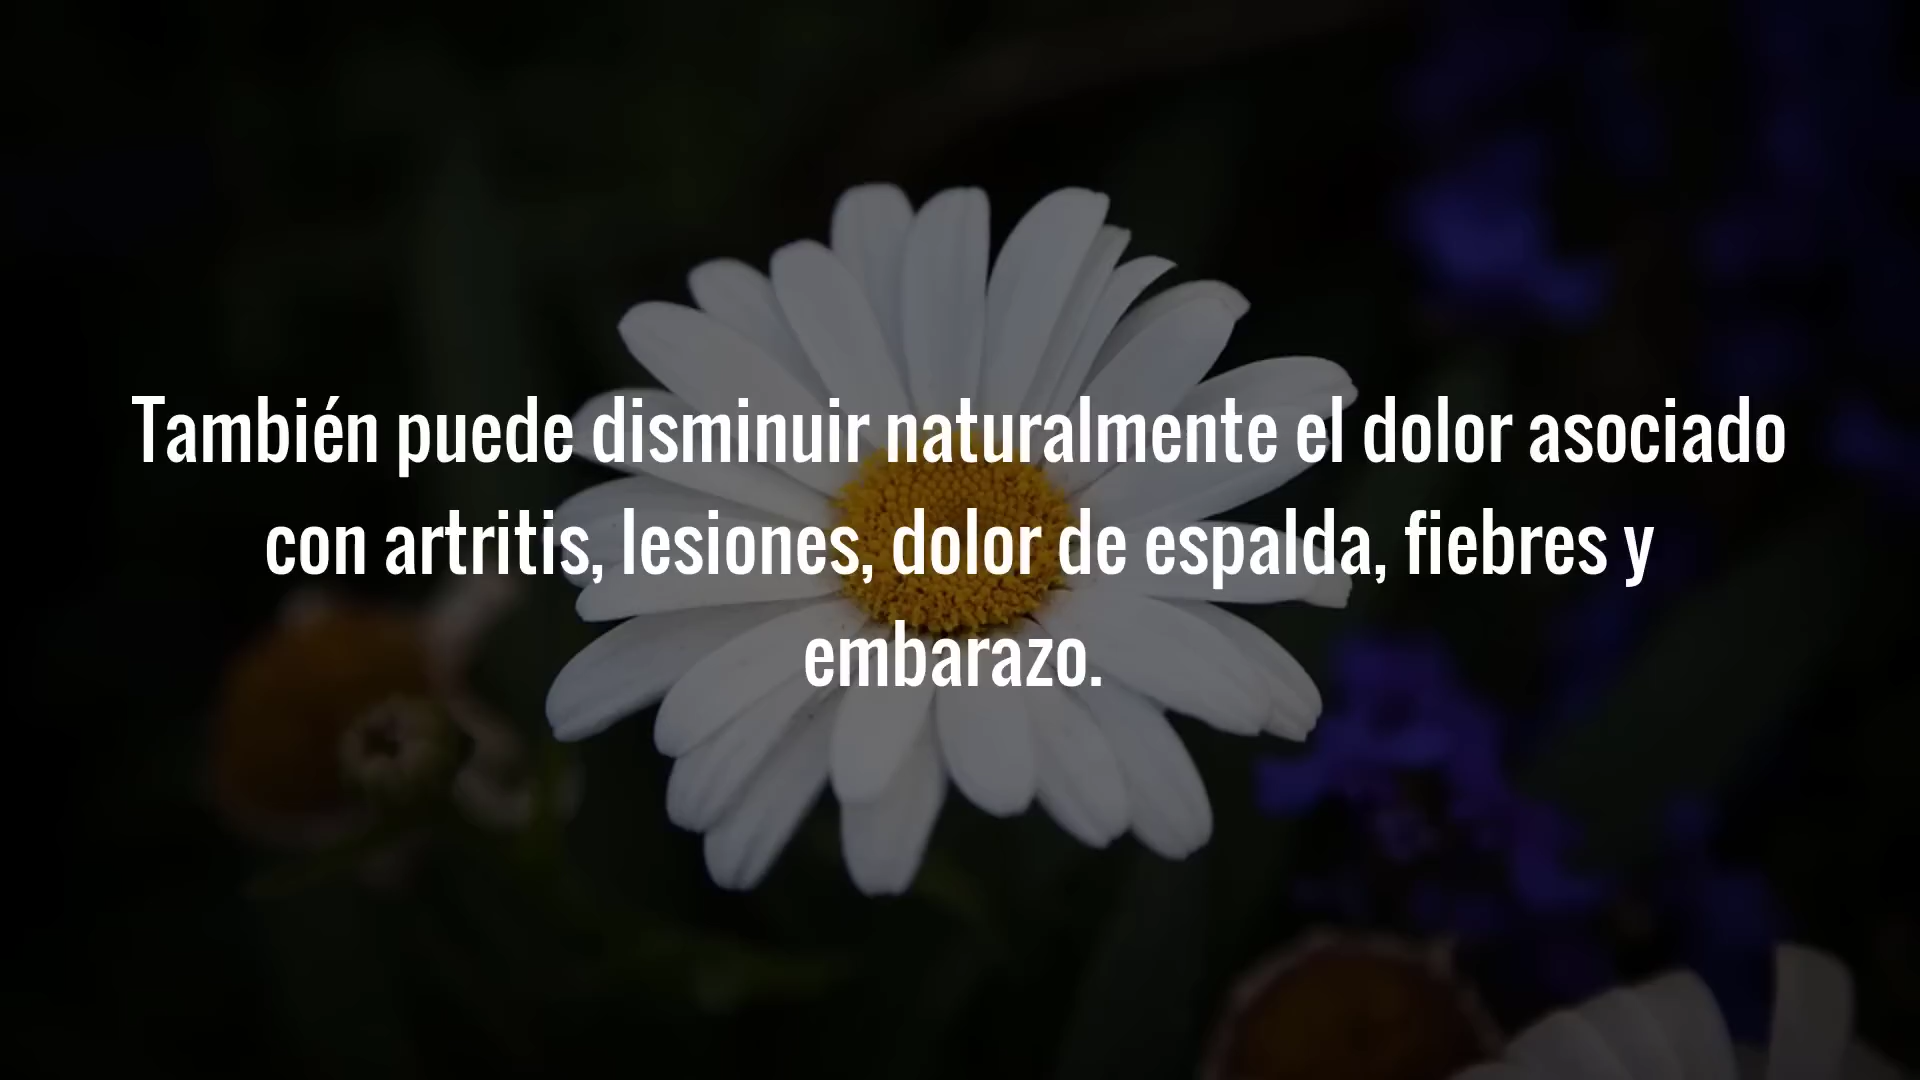 También puede disminuir naturalmente el dolor asociado
con artritis, lesiones, dolor de espalda, fiebres y
embarazo.